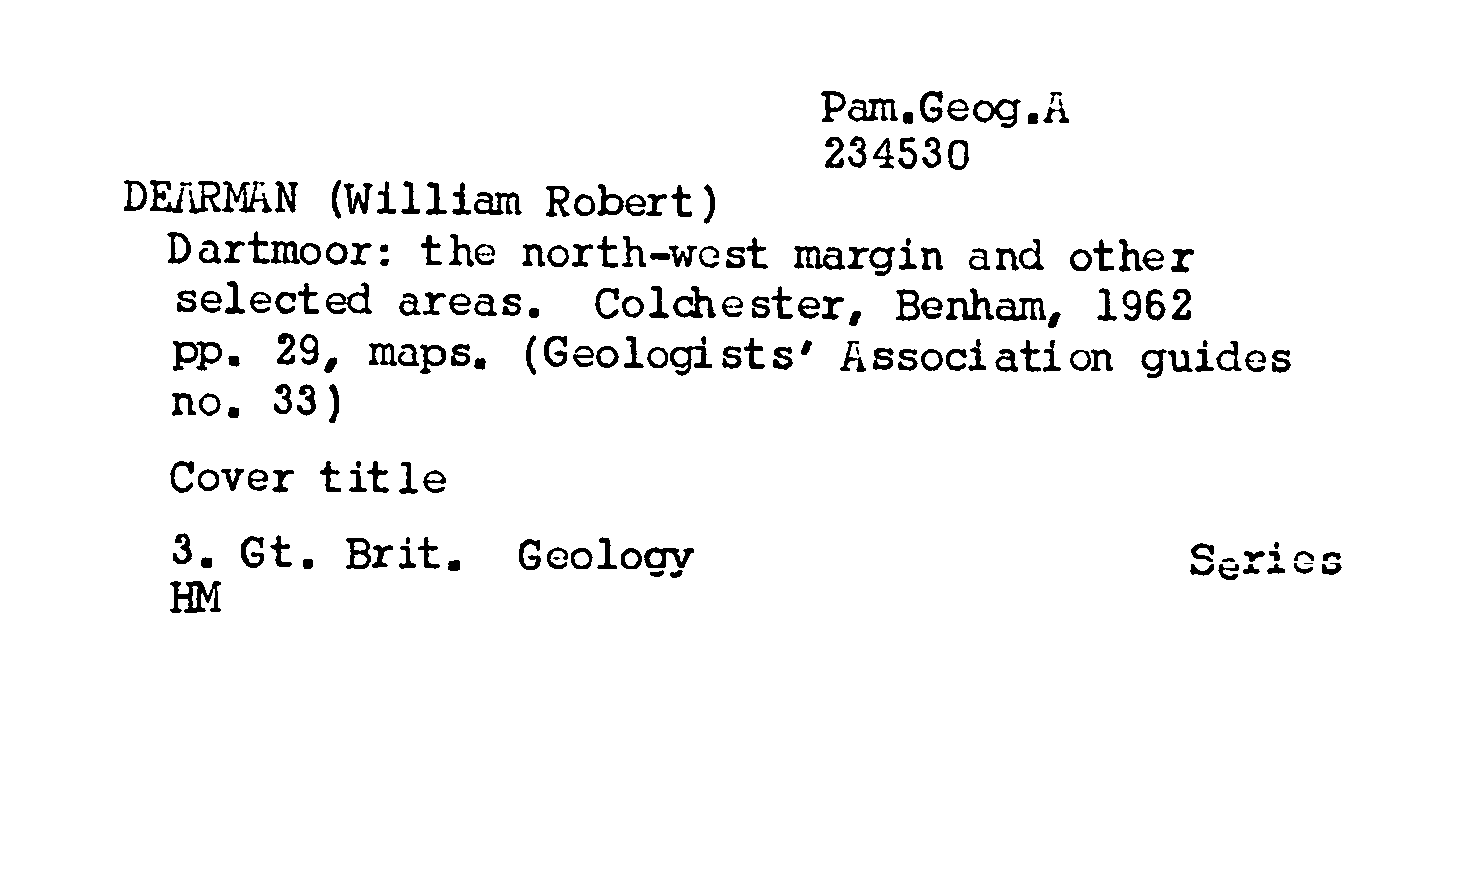 Pam.Geog.A
234530
DEARMAN (William Robert)
Dartmoor: the north-west margin and other
selected areas.  Colchester, Benham, 1962
pp. 29, maps. (Geologists' Association guides
no. 33)
Cover title
3. Gt. Brit.  Geology  Series
HM